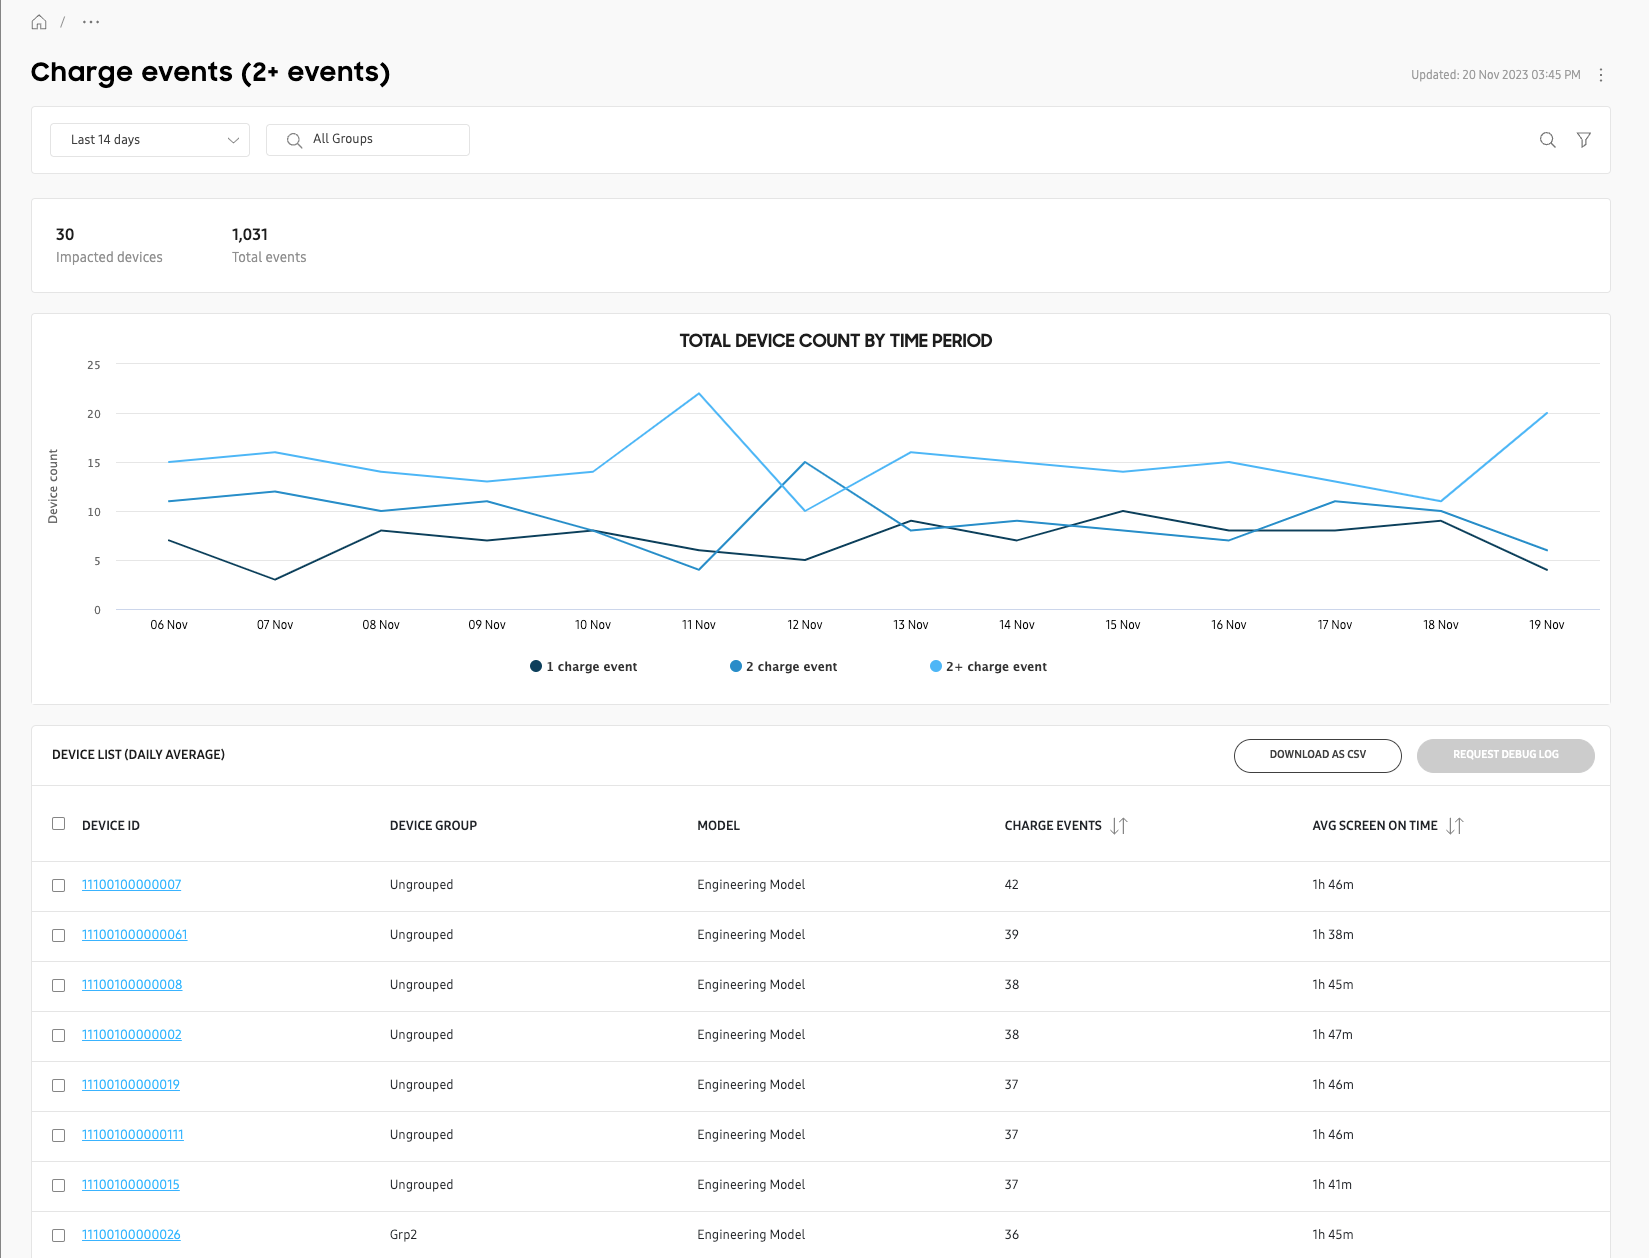 / ...
Charge events (2+ events)
Updated: 20 Nov 2023 03:45 PM
Last 14 days
All Groups
30 1,031
Impacted devices Total events
TOTAL DEVICE COUNT BY TIME PERIOD
25
20
15
10
5
0
Device count
06 Nov 07 Nov 08 Nov 09 Nov 10 Nov 11 Nov 12 Nov 13 Nov 14 Nov 15 Nov 16 Nov 17 Nov 18 Nov 19 Nov
1 charge event 2 charge event 2+ charge event
DEVICE LIST (DAILY AVERAGE) DOWNLOAD AS CSV REQUEST DEBUG LOG
DEVICE ID DEVICE GROUP MODEL CHARGE EVENTS AVG SCREEN ON TIME
11100100000007 Ungrouped Engineering Model 42 1h 46m
111001000000061 Ungrouped Engineering Model 39 1h 38m
11100100000008 Ungrouped Engineering Model 38 1h 45m
11100100000002 Ungrouped Engineering Model 38 1h 47m
11100100000019 Ungrouped Engineering Model 37 1h 46m
111001000000111 Ungrouped Engineering Model 37 1h 46m
11100100000015 Ungrouped Engineering Model 37 1h 41m
11100100000026 Grp2 Engineering Model 36 1h 45m